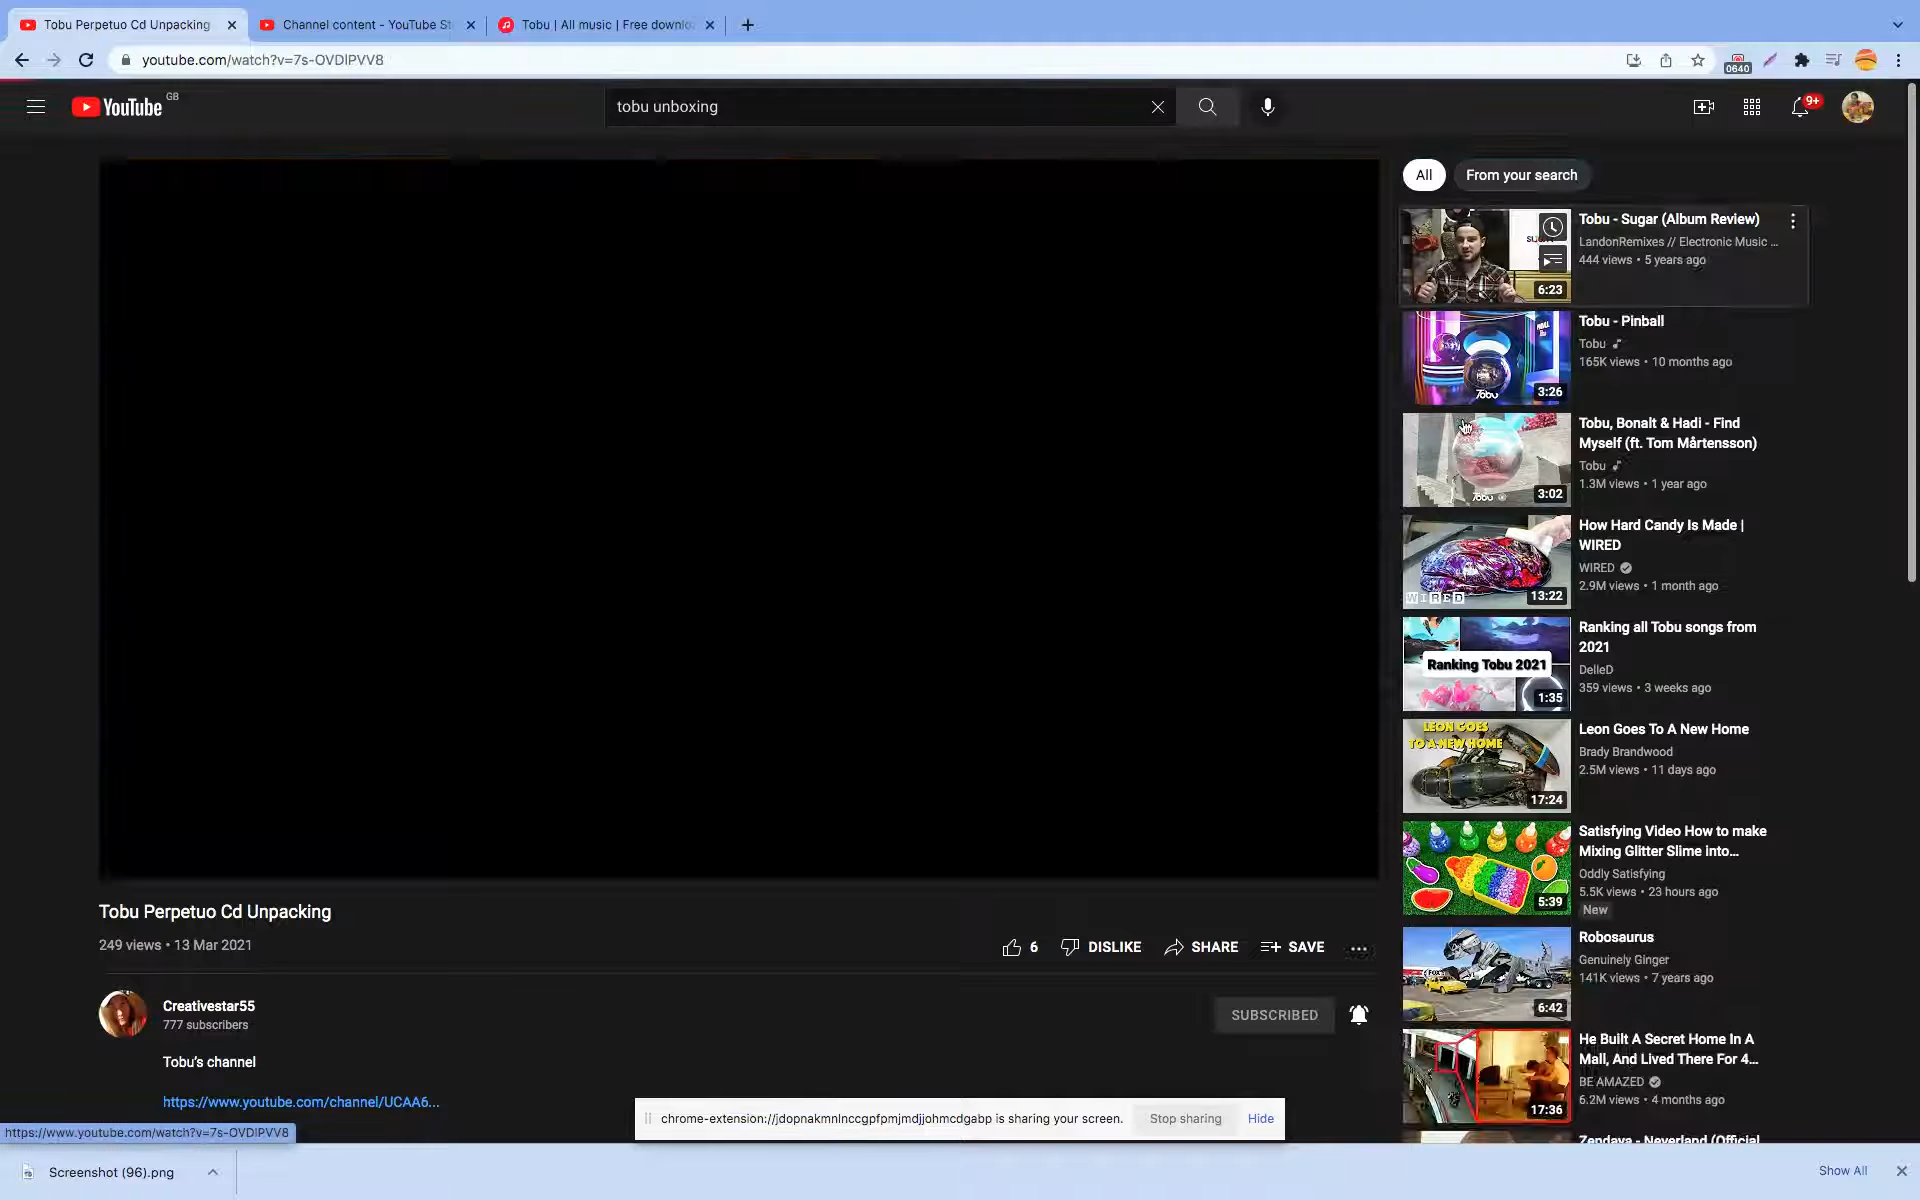 Tobu Perpetuo Cd Unpacking
Channel content - YouTube St
Tobu | All music | Free downlo
youtube.com/watch?v=7s-OVDlPVV8
0640
YouTube GB
tobu unboxing
9+
All
From your search
Tobu - Sugar (Album Review)
LandonRemixes // Electronic Music ...
444 views • 5 years ago
6:23
Tobu - Pinball
Tobu
165K views • 10 months ago
Tobu
3:26
Tobu, Bonalt & Hadi - Find
Myself (ft. Tom Mårtensson)
Tobu
1.3M views • 1 year ago
Tobu
3:02
How Hard Candy Is Made |
WIRED
WIRED
2.9M views • 1 month ago
WIRED
13:22
Ranking all Tobu songs from
2021
DelleD
359 views • 3 weeks ago
Ranking Tobu 2021
1:35
Leon Goes To A New Home
Brady Brandwood
2.5M views • 11 days ago
LEON GOES
TO A NEW HOME
17:24
Satisfying Video How to make
Mixing Glitter Slime into...
Oddly Satisfying
5.5K views • 23 hours ago
New
5:39
Robosaurus
Genuinely Ginger
141K views • 7 years ago
6:42
He Built A Secret Home In A
Mall, And Lived There For 4...
BE AMAZED
6.2M views • 4 months ago
17:36
Zendaya - Neverland (Official
Tobu Perpetuo Cd Unpacking
249 views • 13 Mar 2021
6
DISLIKE
SHARE
SAVE
Creativestar55
777 subscribers
SUBSCRIBED
Tobu's channel
https://www.youtube.com/channel/UCAA6...
chrome-extension://jdopnakmnlnccgpfpmjmdjjohmcdgabp is sharing your screen.
Stop sharing
Hide
https://www.youtube.com/watch?v=7s-OVDlPVV8
Screenshot (96).png
Show All